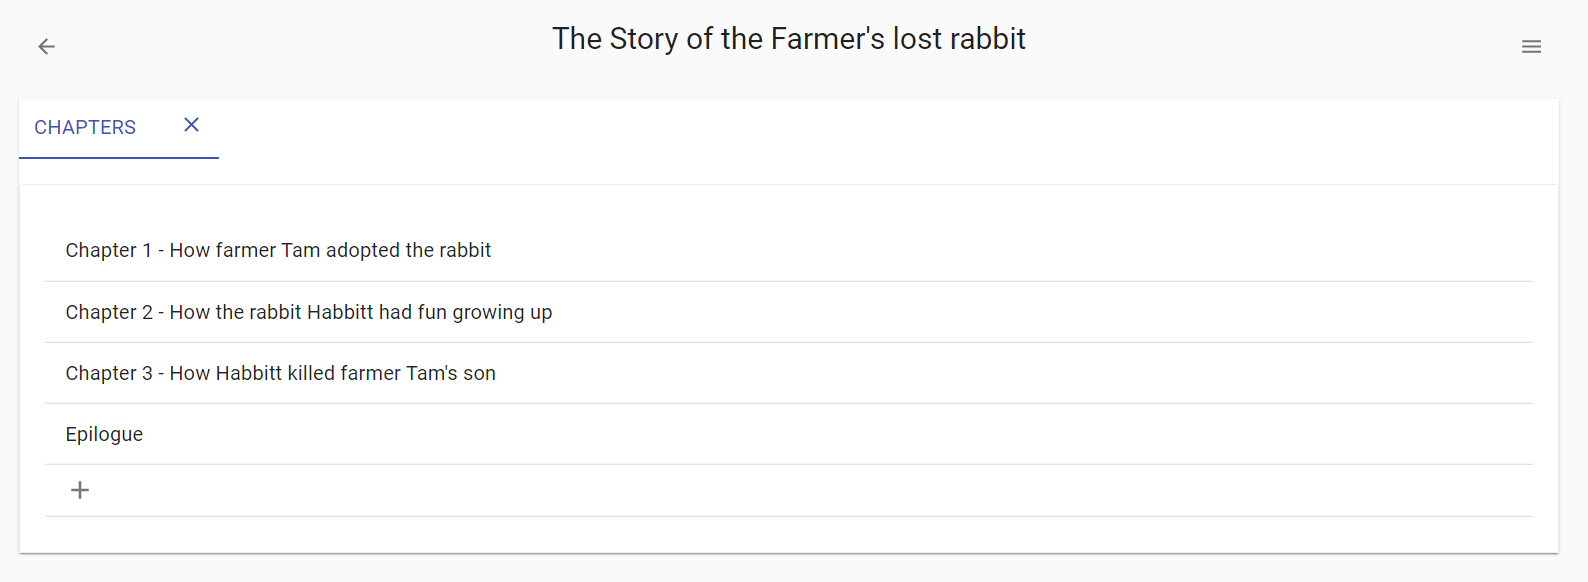 The Story of the Farmer's lost rabbit
CHAPTERS
Chapter 1 - How farmer Tam adopted the rabbit
Chapter 2 - How the rabbit Habbitt had fun growing up
Chapter 3 - How Habbitt killed farmer Tam's son
Epilogue